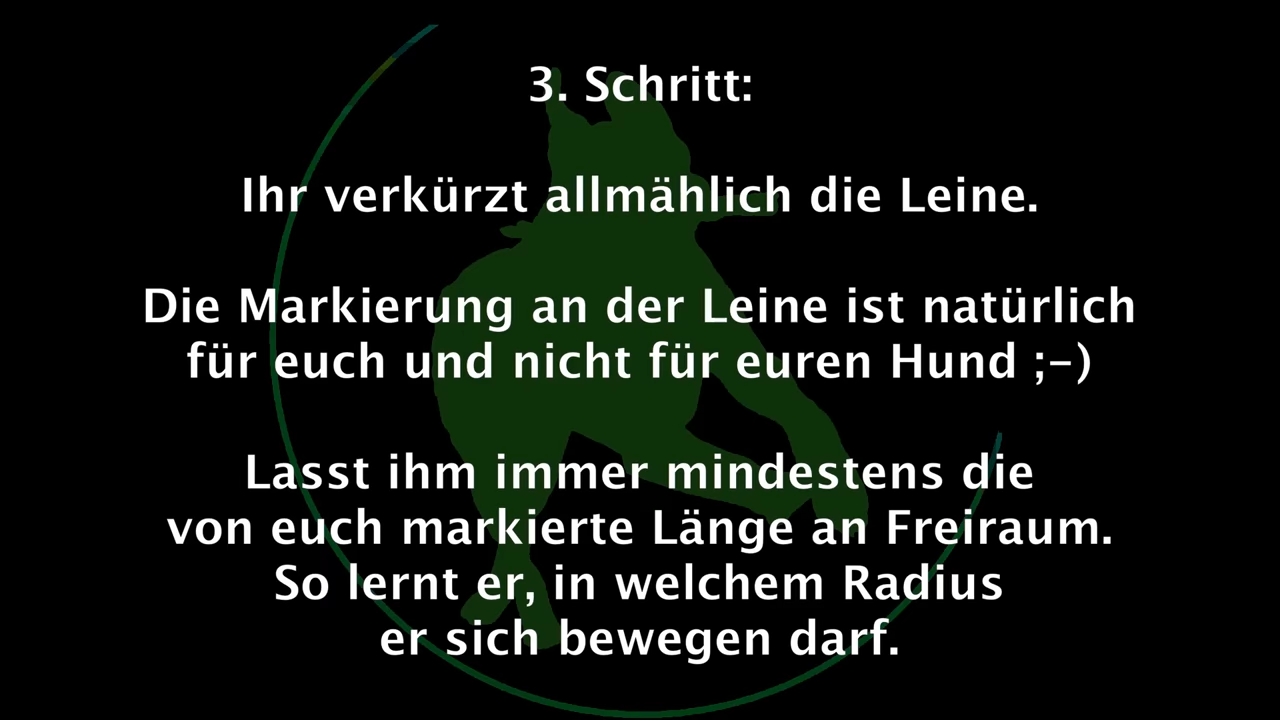 3. Schritt:
Ihr verkürzt allmählich die Leine.
Die Markierung an der Leine ist natürlich
für euch und nicht für euren Hund ;-)
Lasst ihm immer mindestens die
von euch markierte Länge an Freiraum.
So lernt er, in welchem Radius
er sich bewegen darf.